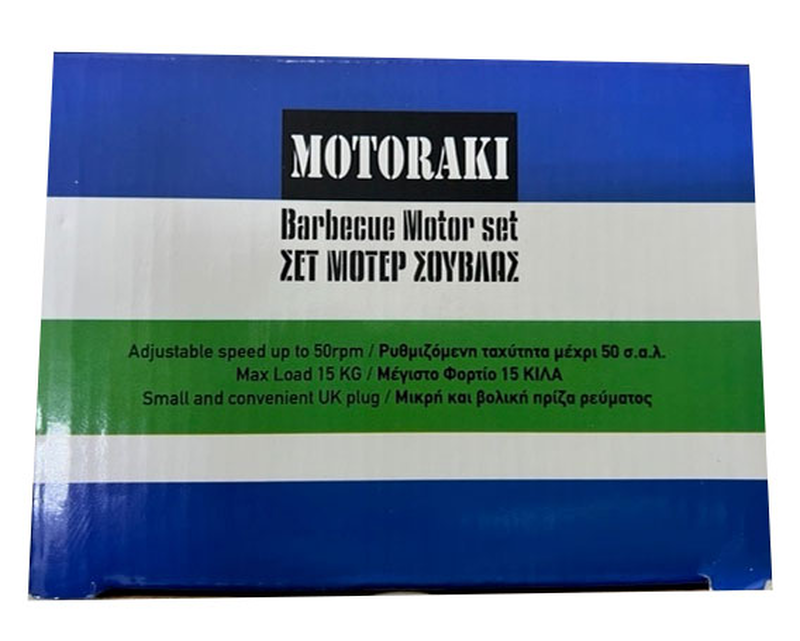 MOTORAKI
Barbecue Motor set
ΣΕΤ ΜΟΤΕΡ ΣΟΥΒΛΑΣ
Adjustable speed up to 50rpm / Ρυθμιζόμενη ταχύτητα μέχρι 50 σ.α.λ.
Max Load 15 KG / Μέγιστο Φορτίο 15 ΚΙΛΑ
Small and convenient UK plug / Μικρή και βολική πρίζα ρεύματος